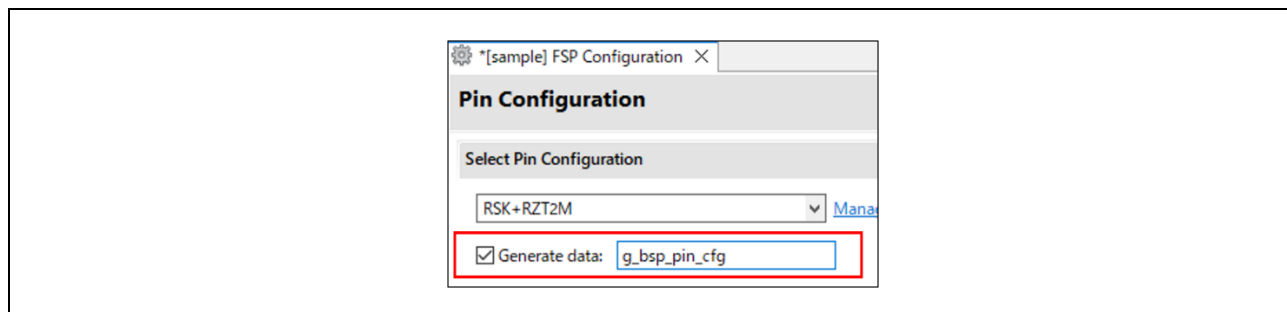 *[sample] FSP Configuration
Pin Configuration
Select Pin Configuration
RSK+RZT2M
Generate data: g_bsp_pin_cfg